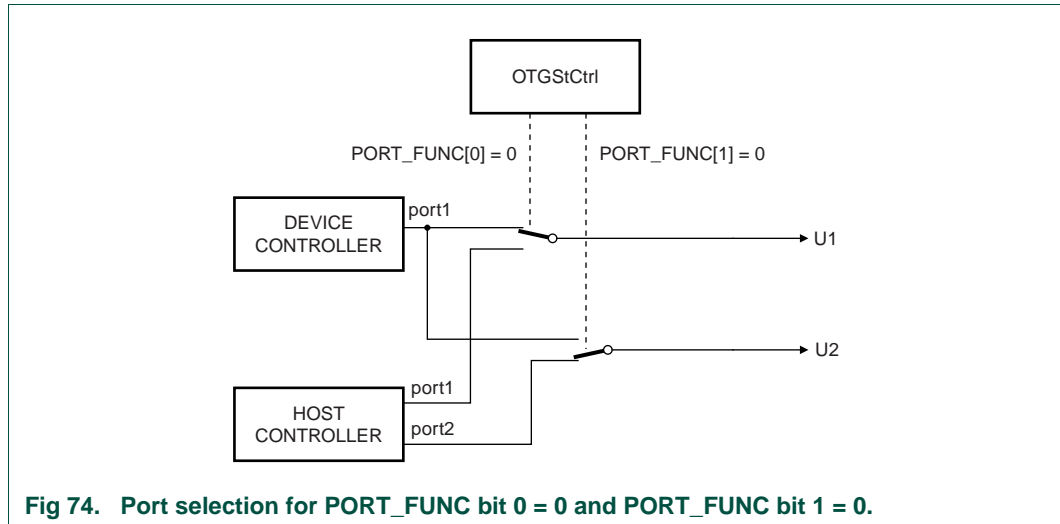 OTGStCtrl
PORT_FUNC[0] = 0
PORT_FUNC[1] = 0
port1
DEVICE
CONTROLLER
U1
U2
port1
HOST
CONTROLLER
port2
Fig 74. Port selection for PORT_FUNC bit 0 = 0 and PORT_FUNC bit 1 = 0.